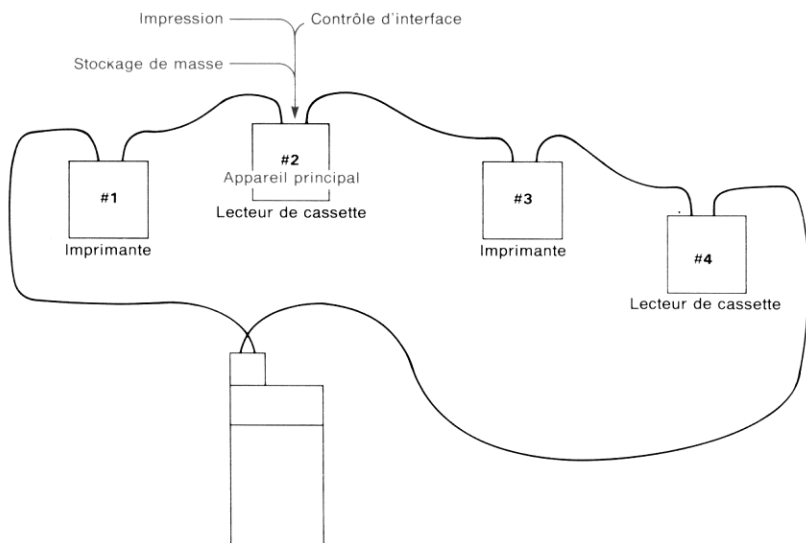 Impression
Contrôle d'interface
Stockage de masse
#2
Appareil principal
Lecteur de cassette
#1
Imprimante
#3
Imprimante
#4
Lecteur de cassette